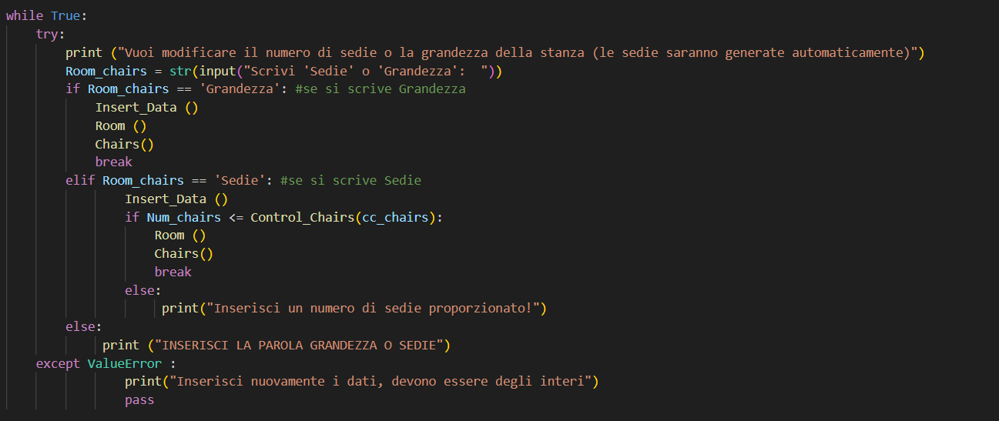 while True:
    try:
        print ("Vuoi modificare il numero di sedie o la grandezza della stanza (le sedie saranno generate automaticamente)")
        Room_chairs = str(input("Scrivi 'Sedie' o 'Grandezza':  "))
        if Room_chairs == 'Grandezza': #se si scrive Grandezza
            Insert_Data ()
            Room ()
            Chairs()
            break
        elif Room_chairs == 'Sedie': #se si scrive Sedie
                Insert_Data ()
                if Num_chairs <= Control_Chairs(cc_chairs):
                    Room ()
                    Chairs()
                    break
                else:
                     print("Inserisci un numero di sedie proporzionato!")
        else:
             print ("INSERISCI LA PAROLA GRANDEZZA O SEDIE")
    except ValueError :
                print("Inserisci nuovamente i dati, devono essere degli interi")
                pass